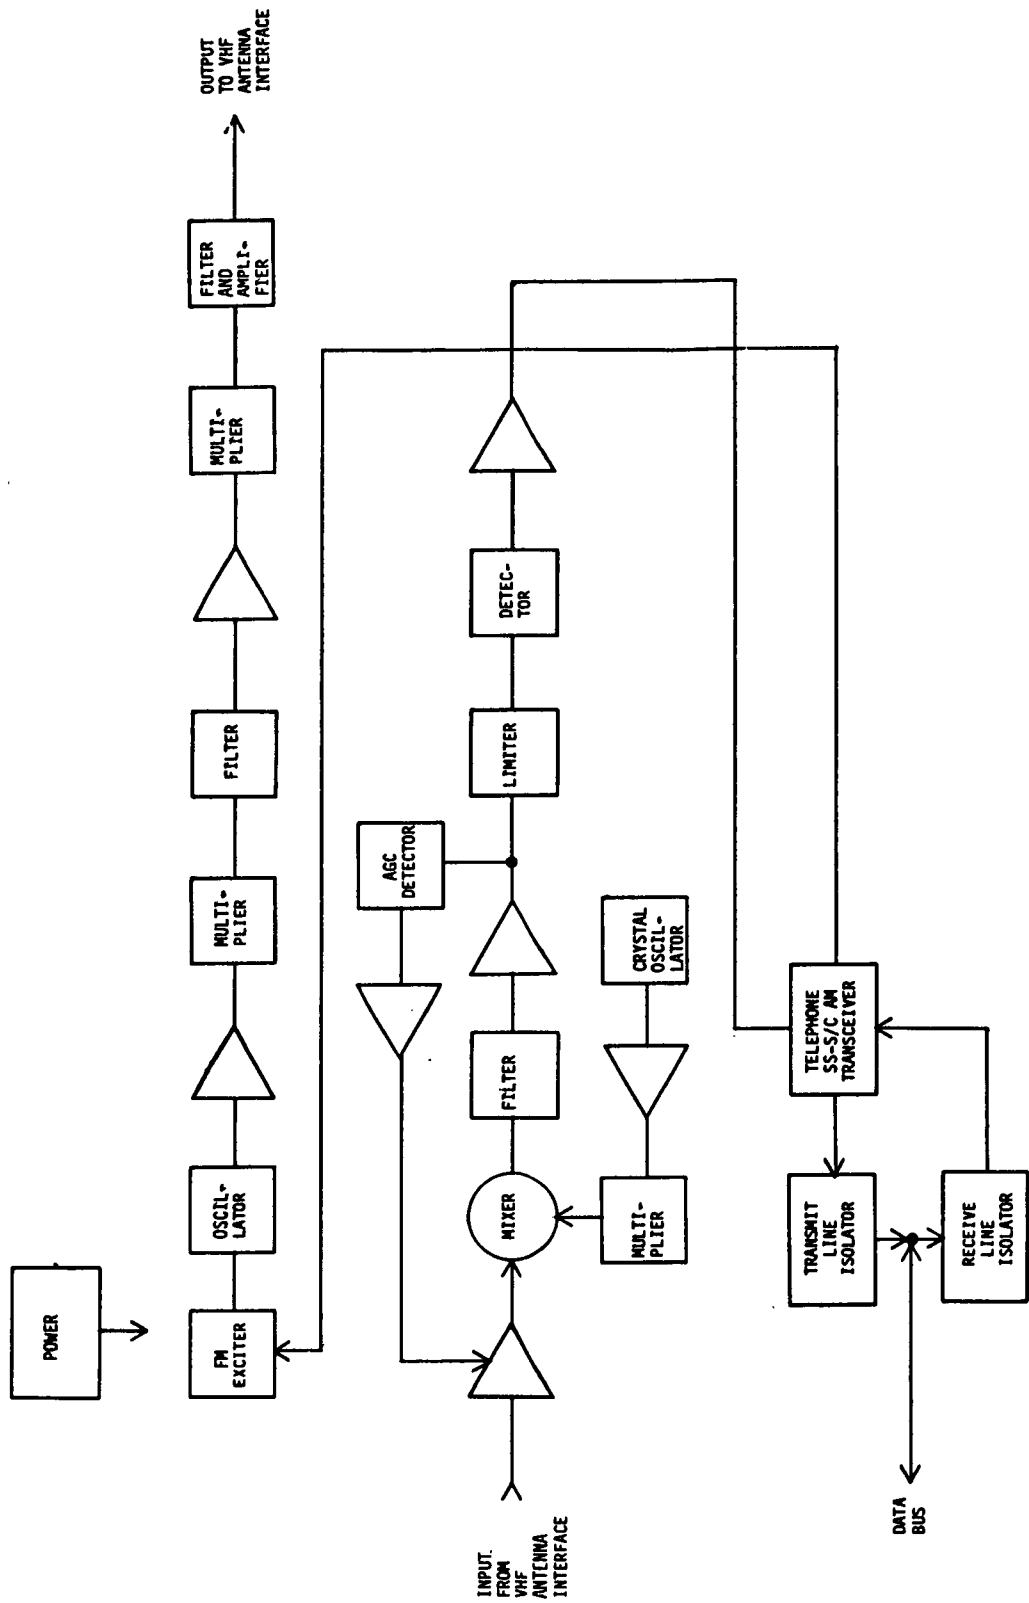 POWER
FM
EXCITER
OSCIL-
LATOR
MULTI-
PLIER
FILTER
MULTI-
PLIER
FILTER
AND
AMPLI-
FIER
OUTPUT
TO VHF
ANTENNA
INTERFACE
AGC
DETECTOR
INPUT.
FROM
VHF
ANTENNA
INTERFACE
MIXER
FILTER
LIMITER
DETEC-
TOR
MULTI-
PLIER
CRYSTAL
OSCIL-
LATOR
TRANSMIT
LINE
ISOLATOR
TELEPHONE
SS-S/C AM
TRANSCEIVER
DATA
BUS
RECEIVE
LINE
ISOLATOR